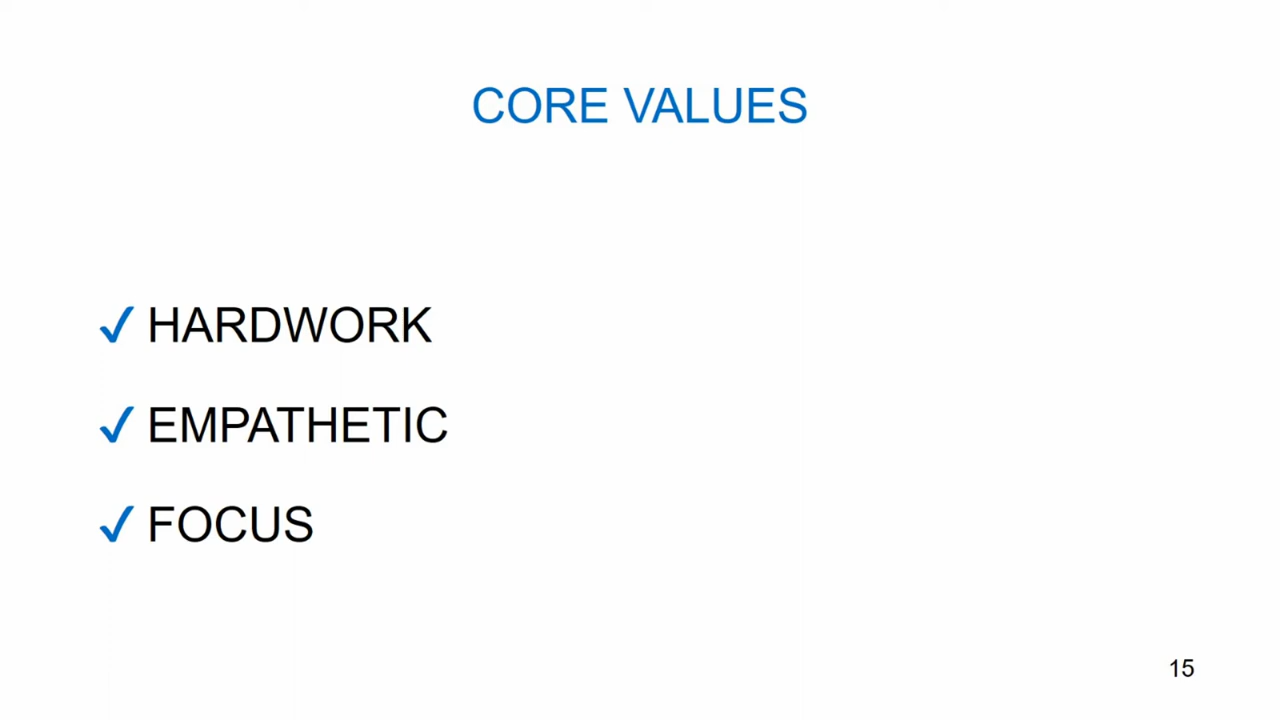 CORE VALUES
✓ HARDWORK
✓ EMPATHETIC
✓ FOCUS
15